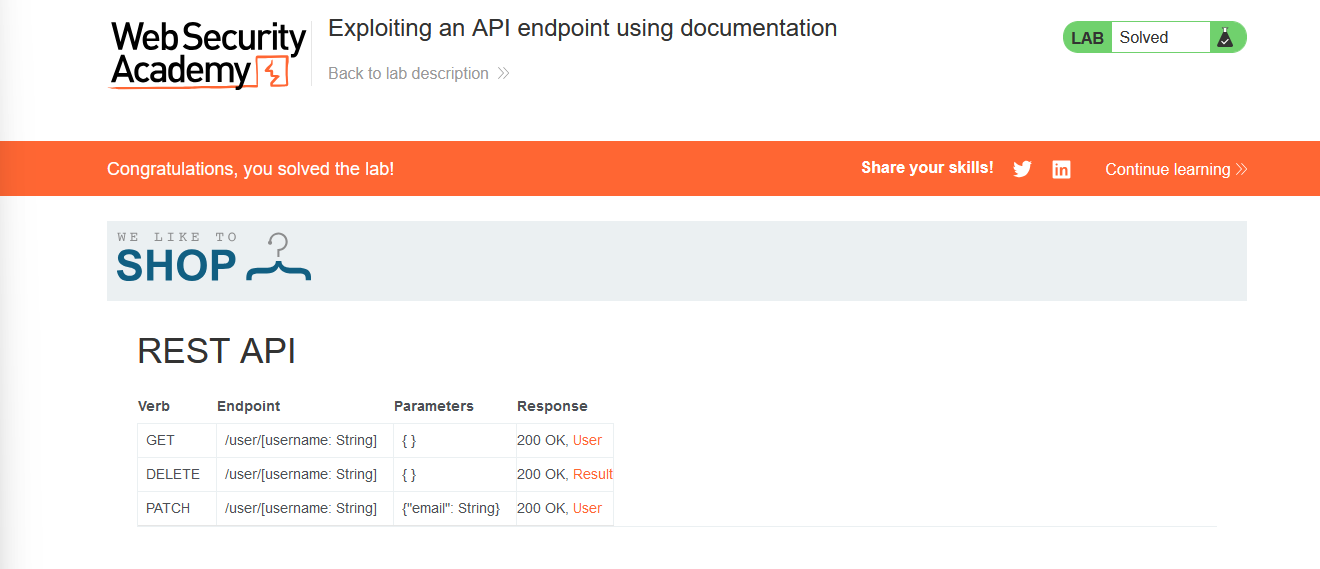 Web Security
Academy
Exploiting an API endpoint using documentation
Back to lab description
LAB Solved
Congratulations, you solved the lab!
Share your skills!
Continue learning
WE LIKE TO
SHOP
REST API
Verb Endpoint Parameters Response
GET /user/[username: String] { } 200 OK, User
DELETE /user/[username: String] { } 200 OK, Result
PATCH /user/[username: String] {"email": String} 200 OK, User